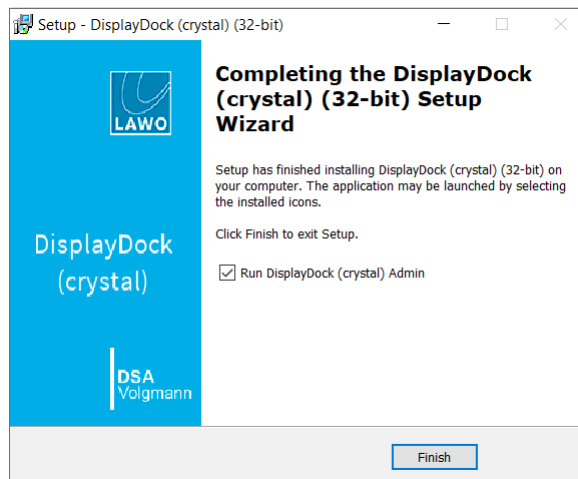 Setup - DisplayDock (crystal) (32-bit)
LAWO
DisplayDock
(crystal)
DSA
Volgmann
Completing the DisplayDock
(crystal) (32-bit) Setup
Wizard
Setup has finished installing DisplayDock (crystal) (32-bit) on
your computer. The application may be launched by selecting
the installed icons.
Click Finish to exit Setup.
Run DisplayDock (crystal) Admin
Finish